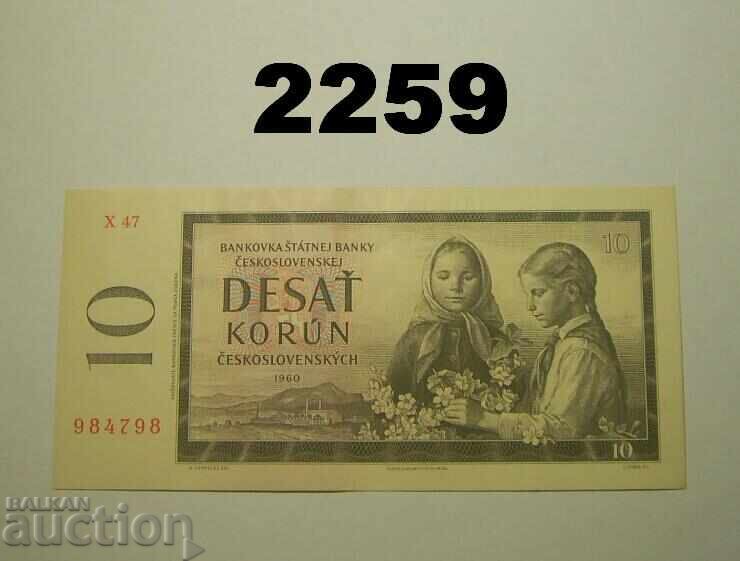 2259
X 47
10
BANKOVKA ŠTÁTNEJ BANKY
ČESKOSLOVENSKEJ
DESAŤ
KORÚN
ČESKOSLOVENSKÝCH
1960
10
984798
10
BALKAN
auction